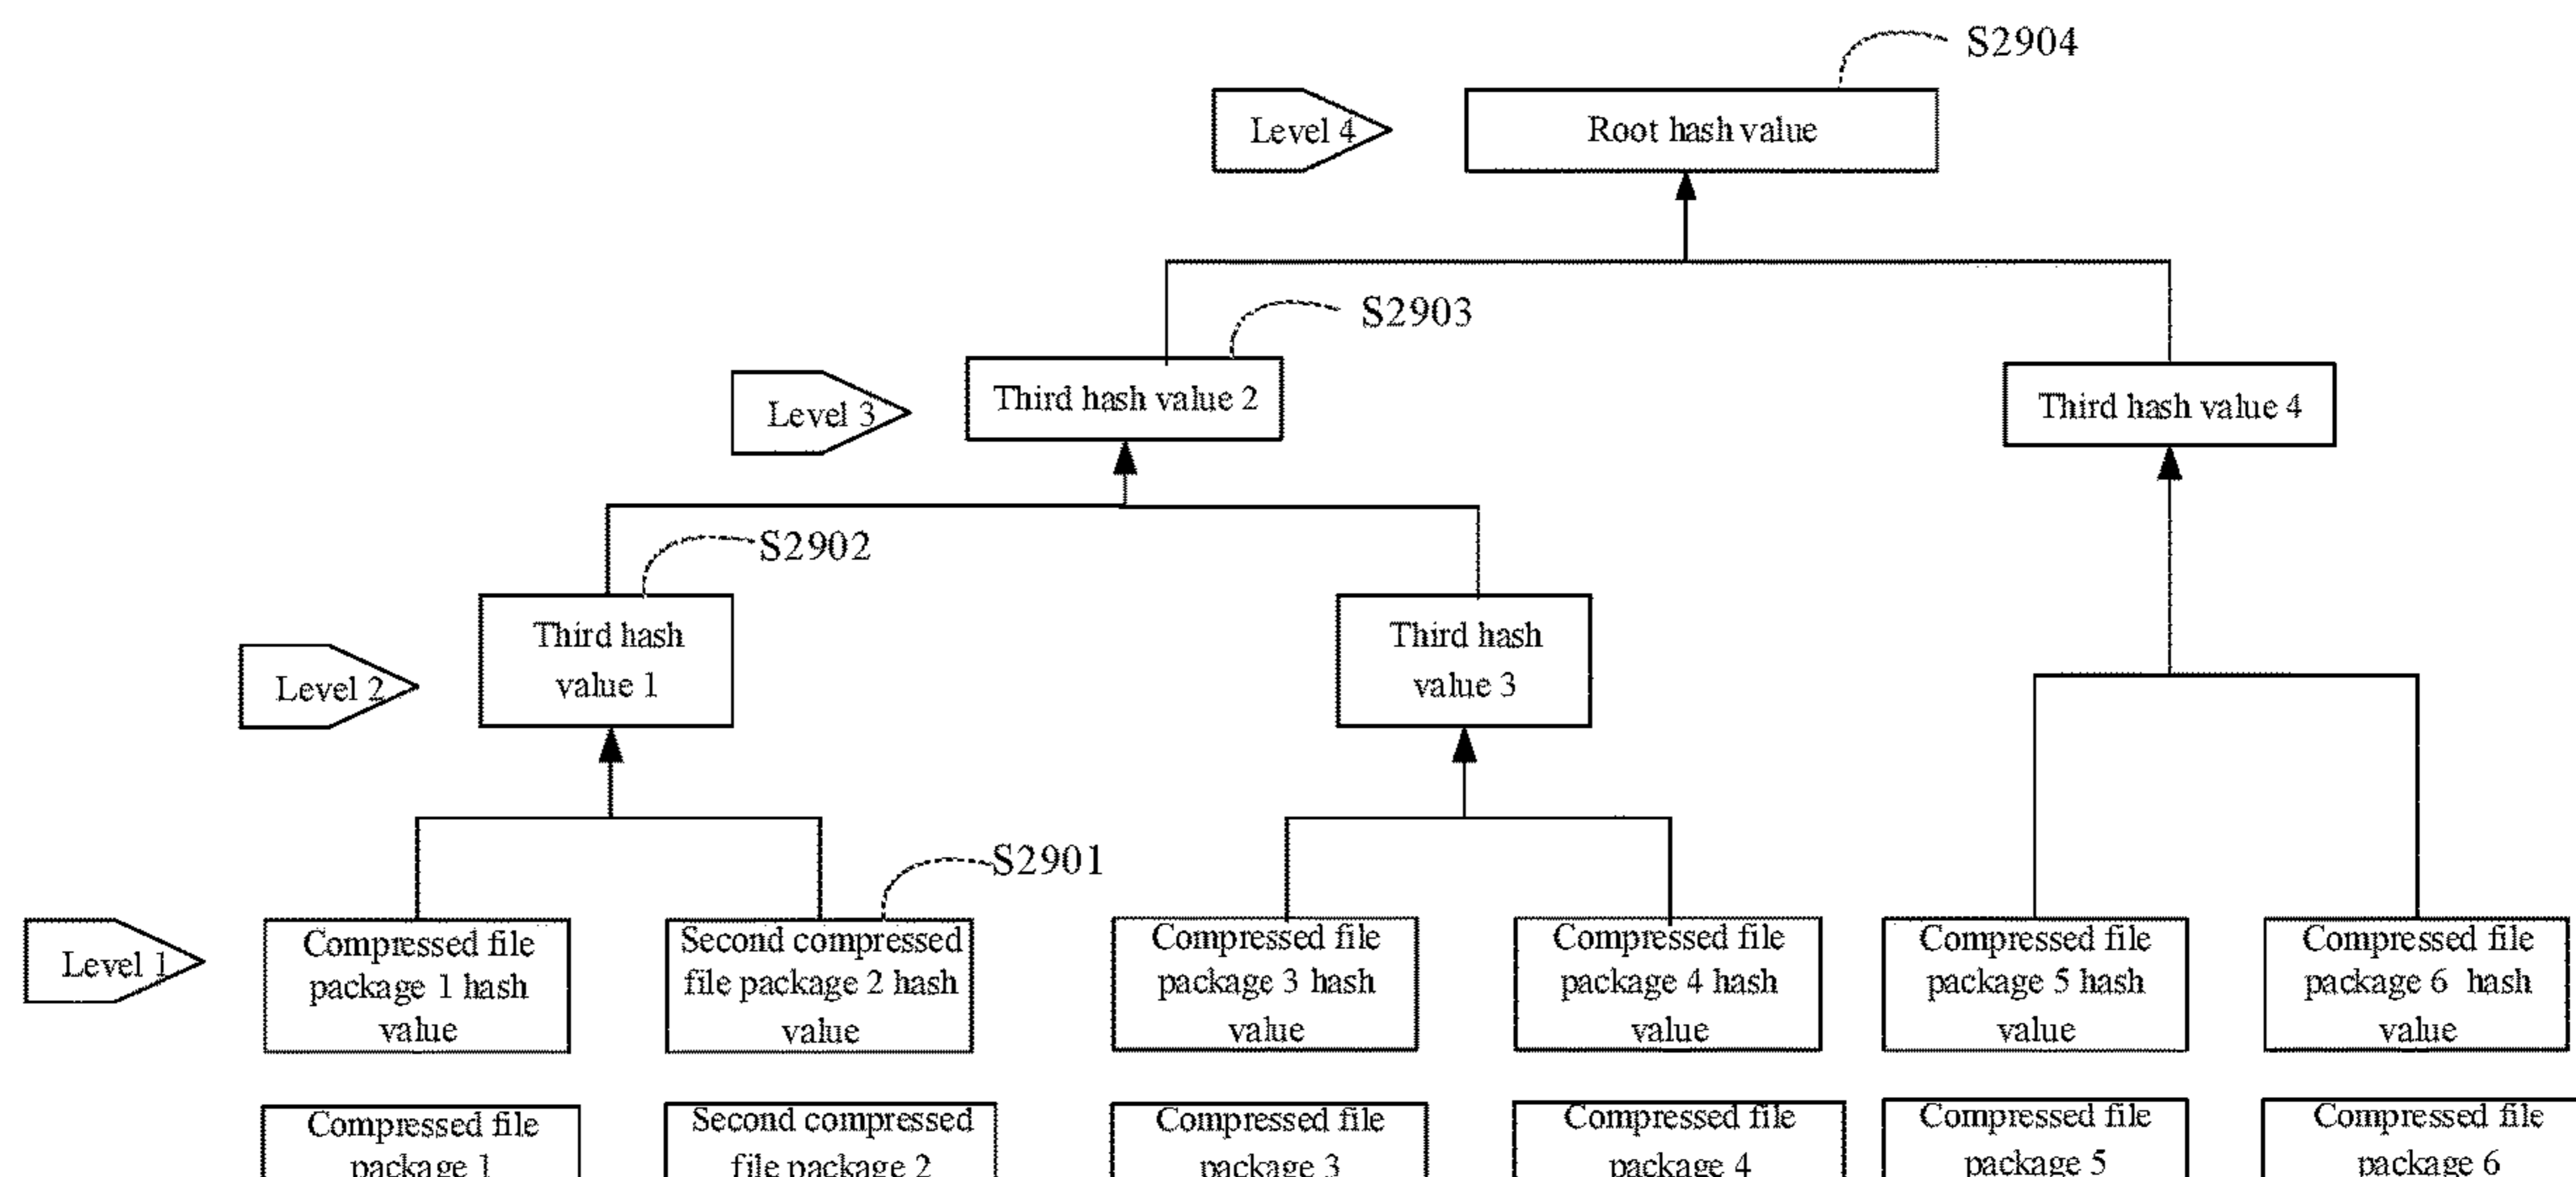 S2904
Level 4
Root hash value
S2903
Level 3
Third hash value 2
Third hash value 4
S2902
Level 2
Third hash
value 1
Third hash
value 3
S2901
Level 1
Compressed file
package 1 hash
value
Second compressed
file package 2 hash
value
Compressed file
package 3 hash
value
Compressed file
package 4 hash
value
Compressed file
package 5 hash
value
Compressed file
package 6 hash
value
Compressed file
package 1
Second compressed
file package 2
Compressed file
package 3
Compressed file
package 4
Compressed file
package 5
Compressed file
package 6